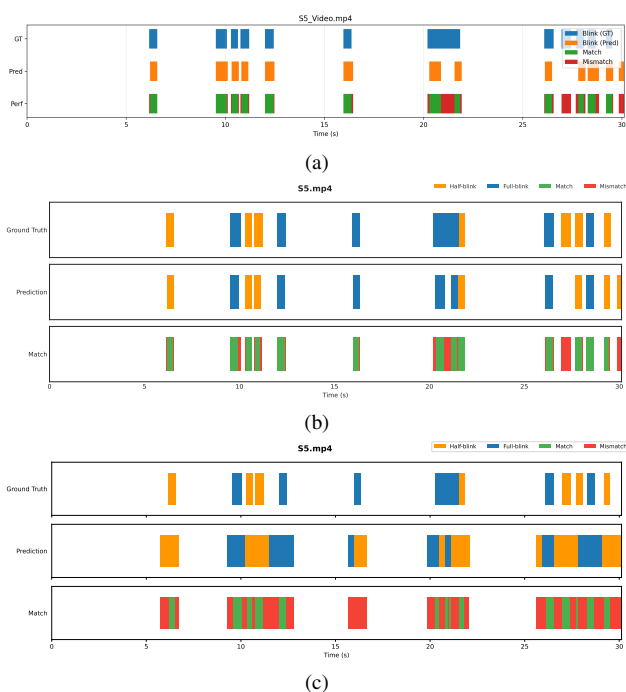 S5_Video.mp4
GT
Blink (GT)
Blink (Pred)
Match
Mismatch
Pred
Perf
0 5 10 15 20 25 30
Time (s)
(a)
S5.mp4
Half-blink Full-blink Match Mismatch
Ground Truth
Prediction
Match
0 5 10 15 20 25 30
Time (s)
(b)
S5.mp4
Half-blink Full-blink Match Mismatch
Ground Truth
Prediction
Match
0 5 10 15 20 25 30
Time (s)
(c)